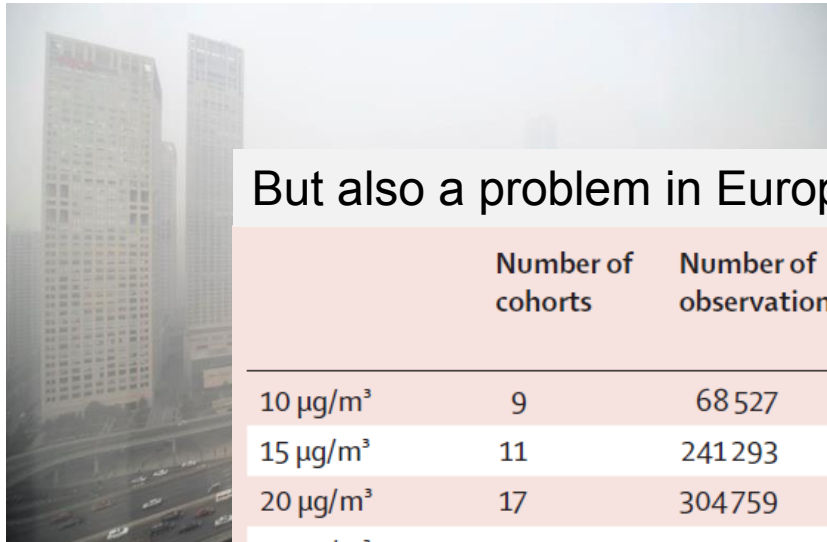 But also a problem in Europ
Number of Number of
cohorts observation
10 µg/m³ 9 68527
15 µg/m³ 11 241293
20 µg/m³ 17 304759